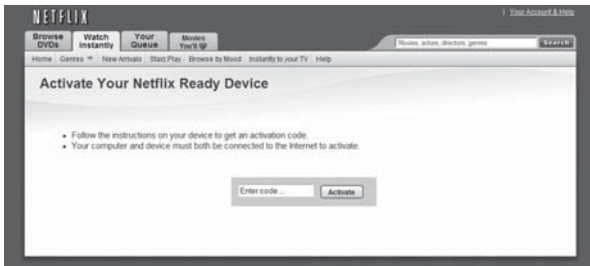 NETFLIX
Your Account & Help
Browse DVDs
Watch Instantly
Your Queue
Movies You'll ♥
Movies, actors, directors, genres
Search
Home Genres New Arrivals Start Play Browse by Mood Instantly to your TV Help
Activate Your Netflix Ready Device
• Follow the instructions on your device to get an activation code.
• Your computer and device must both be connected to the Internet to activate.
Enter code ... Activate